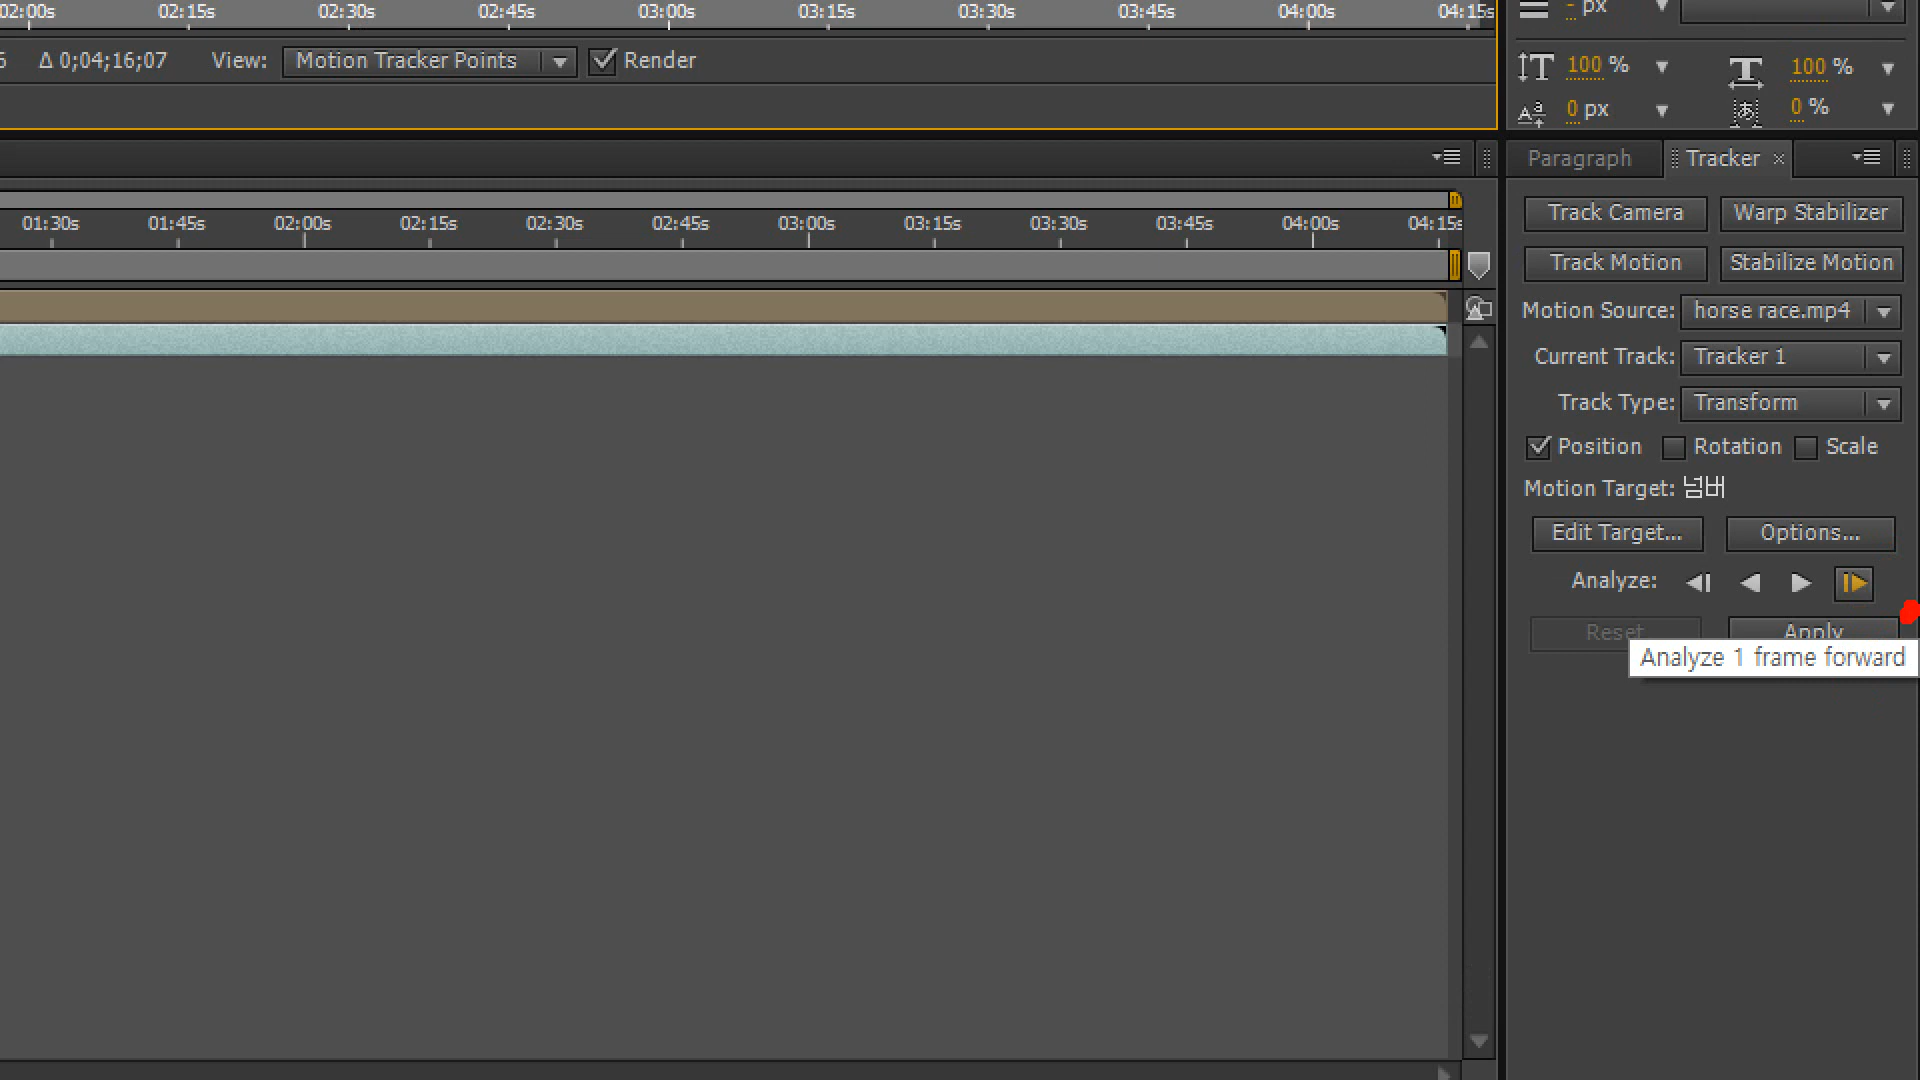 02:00s 02:15s 02:30s 02:45s 03:00s 03:15s 03:30s 03:45s 04:00s 04:15s
- px
Δ 0;04;16;07 View: Motion Tracker Points Render
100 % 100 %
0 px 0 %
Paragraph Tracker
01:30s 01:45s 02:00s 02:15s 02:30s 02:45s 03:00s 03:15s 03:30s 03:45s 04:00s 04:15s
Track Camera Warp Stabilizer
Track Motion Stabilize Motion
Motion Source: horse race.mp4
Current Track: Tracker 1
Track Type: Transform
Position Rotation Scale
Motion Target: 넘버
Edit Target... Options...
Analyze:
Reset Apply
Analyze 1 frame forward